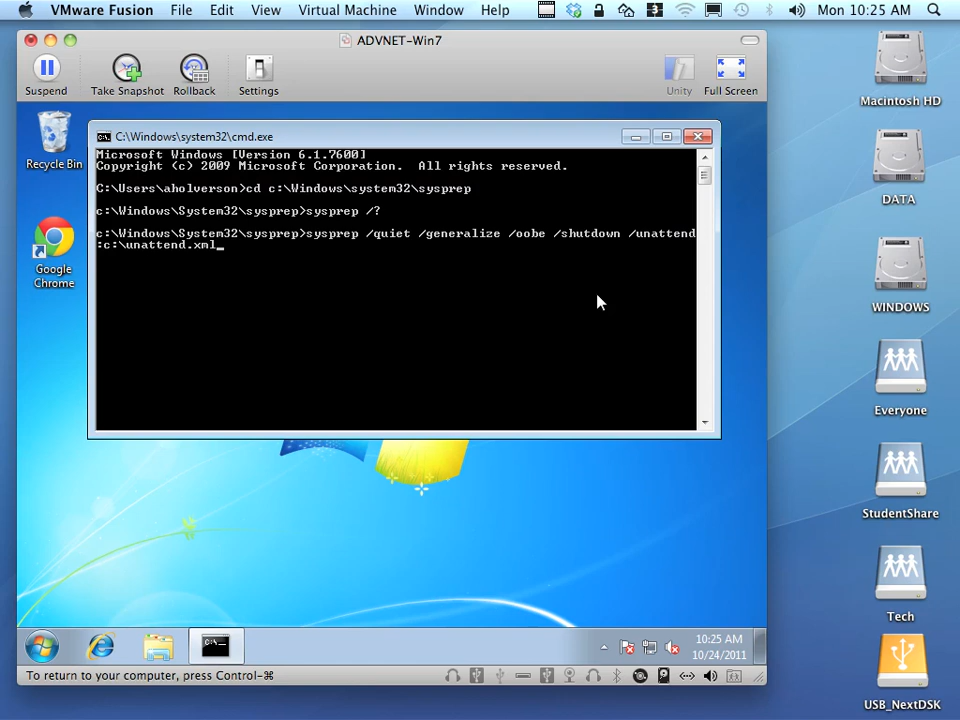 VMware Fusion File Edit View Virtual Machine Window Help Mon 10:25 AM
ADVNET-Win7
Suspend Take Snapshot Rollback Settings Unity Full Screen
Macintosh HD
Recycle Bin
C:\Windows\system32\cmd.exe
Microsoft Windows [Version 6.1.7600]
Copyright (c) 2009 Microsoft Corporation. All rights reserved.
C:\Users\aholverson>cd c:\Windows\system32\sysprep
c:\Windows\System32\sysprep>sysprep /?
c:\Windows\System32\sysprep>sysprep /quiet /generalize /oobe /shutdown /unattend
:c:\unattend.xml_
DATA
Google
Chrome
WINDOWS
Everyone
StudentShare
Tech
10:25 AM
10/24/2011
To return to your computer, press Control-⌘
USB_NextDSK